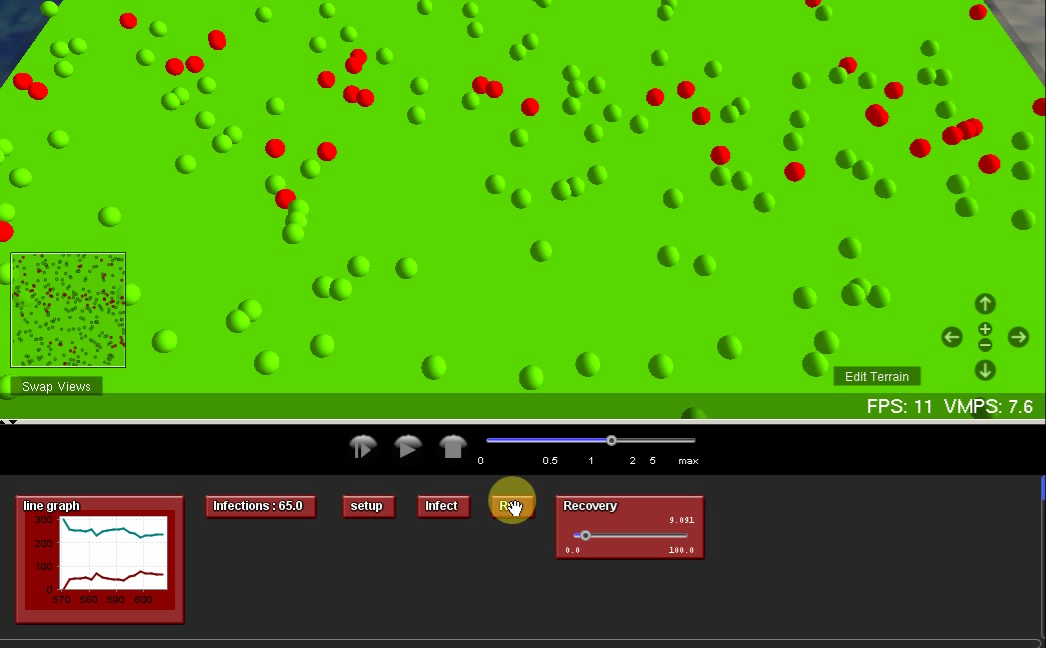 Swap Views
Edit Terrain
FPS: 11 VMPS: 7.6
0 0.5 1 2 5 max
line graph
300
200
100
0
570 580 590 600
Infections : 65.0
setup
Infect
Recovery
9.091
0.0 100.0